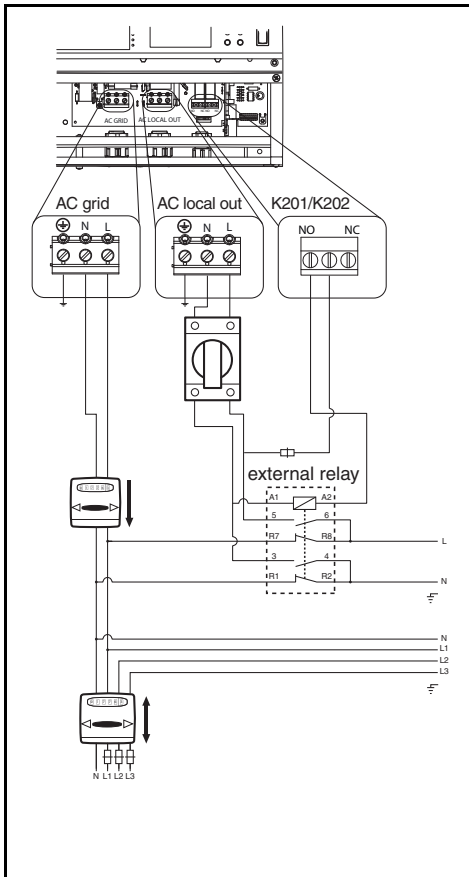 AC GRID AC LOCAL OUT
AC grid AC local out K201/K202
N L N L NO NC
external relay
A1 A2
5 6
R7 R8 L
3 4
R1 R2 N
N
L1
L2
L3
N L1 L2 L3